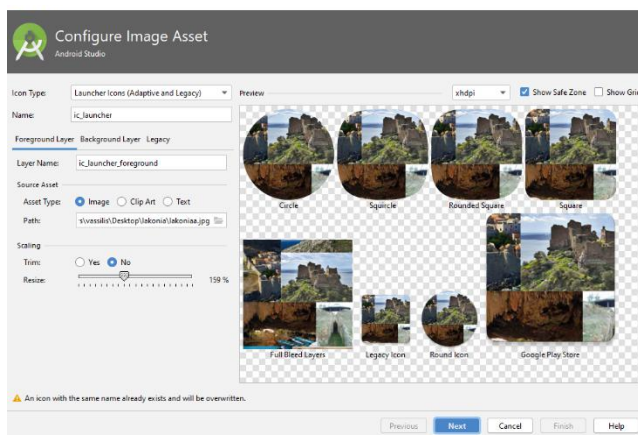 Configure Image Asset
Android Studio
Icon Type: Launcher Icons (Adaptive and Legacy)
Name: ic_launcher
Foreground Layer Background Layer Legacy
Layer Name: ic_launcher_foreground
Source Asset
Asset Type: Image Clip Art Text
Path: s\vassilis\Desktop\lakonia\lakoniaa.jpg
Scaling
Trim: Yes No
Resize: 159 %
Preview xhdpi Show Safe Zone Show Gri
Circle Squircle Rounded Square Square
Full Bleed Layers Legacy Icon Round Icon Google Play Store
An icon with the same name already exists and will be overwritten.
Previous Next Cancel Finish Help